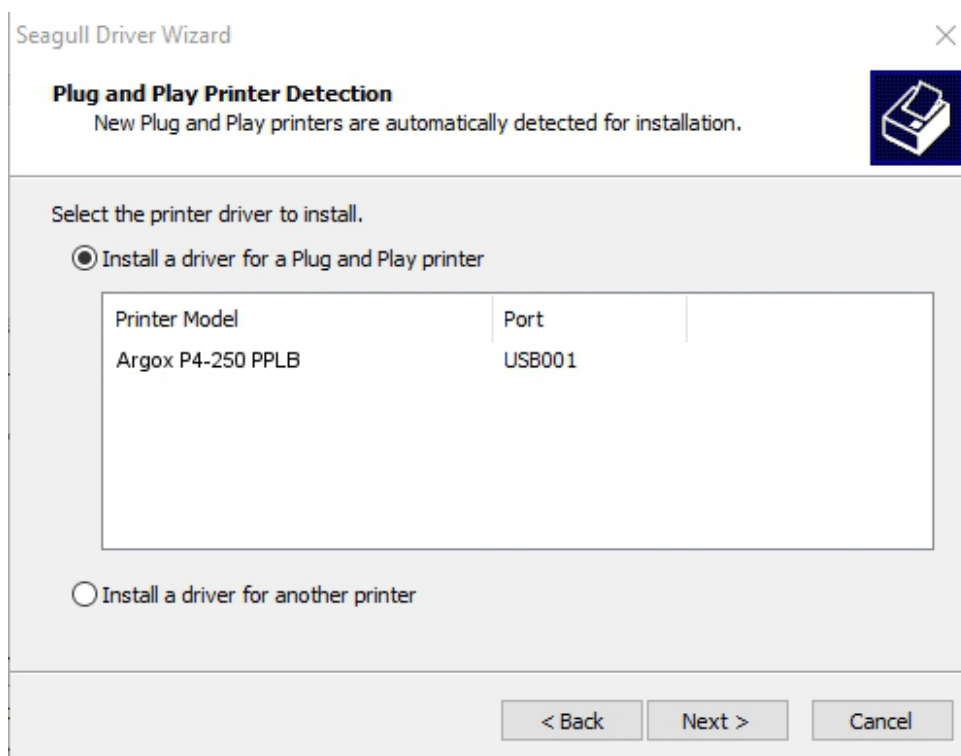 Seagull Driver Wizard
Plug and Play Printer Detection
New Plug and Play printers are automatically detected for installation.
Select the printer driver to install.
Install a driver for a Plug and Play printer
Printer Model Port
Argox P4-250 PPLB USB001
Install a driver for another printer
< Back Next > Cancel